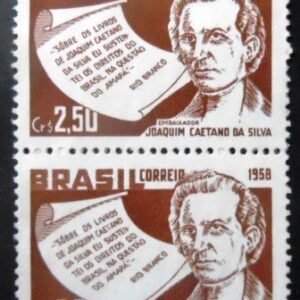 "SÔBRE OS LIVROS
DE JOAQUIM CAETANO
DA SILVA EU SUSTEN-
TEI OS DIREITOS DO
BRASIL, NA QUESTÃO
DO AMAPÁ".
RIO BRANCO
Cr$ 2,50
EMBAIXADOR
JOAQUIM CAETANO DA SILVA
BRASIL CORREIO 1958
"SÔBRE OS LIVROS
DE JOAQUIM CAETANO
DA SILVA EU SUSTEN-
TEI OS DIREITOS DO
BRASIL, NA QUESTÃO
DO AMAPÁ".
RIO BRANCO